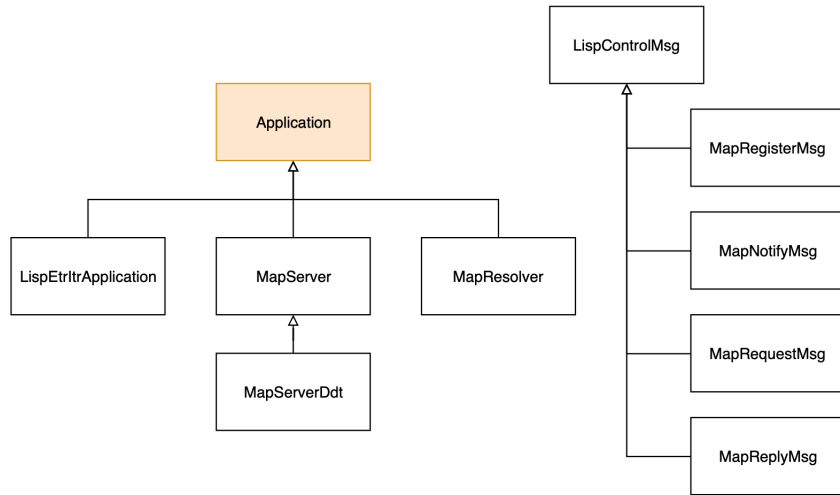 LispControlMsg
Application
MapRegisterMsg
MapNotifyMsg
LispEtrItrApplication
MapServer
MapResolver
MapRequestMsg
MapServerDdt
MapReplyMsg